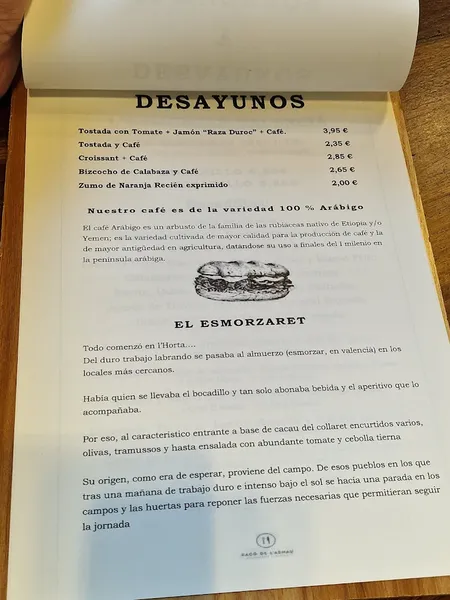 DESAYUNOS
Tostada con Tomate + Jamón "Raza Duroc" + Café. 3,95 €
Tostada y Café 2,35 €
Croissant + Café 2,85 €
Bizcocho de Calabaza y Café 2,65 €
Zumo de Naranja Recién exprimido 2,00 €
Nuestro café es de la variedad 100 % Arábigo
El café Arábigo es un arbusto de la familia de las rubiaceas nativo de Etiopia y/o
Yemen; es la variedad cultivada de mayor calidad para la producción de café y la
de mayor antigüedad en agricultura, datándose su uso a finales del I milenio en
la península arábiga.
EL ESMORZARET
Todo comenzó en l'Horta....
Del duro trabajo labrando se pasaba al almuerzo (esmorzar, en valencia) en los
locales más cercanos.
Había quien se llevaba el bocadillo y tan solo abonaba bebida y el aperitivo que lo
acompañaba.
Por eso, al característico entrante a base de cacau del collaret encurtidos varios,
olivas, tramussos y hasta ensalada con abundante tomate y cebolla tierna
Su origen, como era de esperar, proviene del campo. De esos pueblos en los que
tras una mañana de trabajo duro e intenso bajo el sol se hacia una parada en los
campos y las huertas para reponer las fuerzas necesarias que permitieran seguir
la jornada